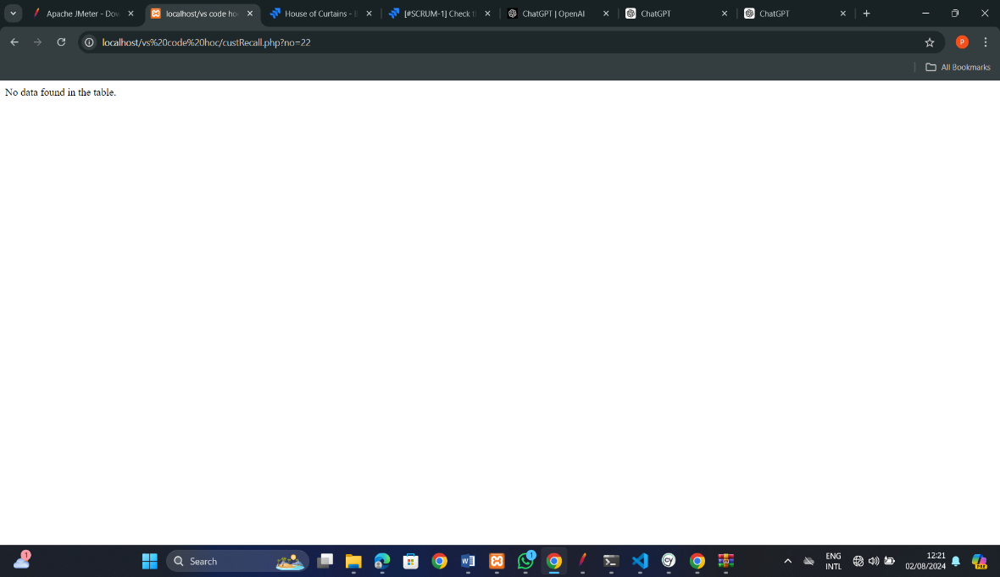 Apache JMeter - Dow
localhost/vs code ho
House of Curtains -
[#SCRUM-1] Check t
ChatGPT | OpenAI
ChatGPT
ChatGPT
localhost/vs%20code%20hoc/custRecall.php?no=22
P
All Bookmarks
No data found in the table.
1
Search
1
ENG
INTL
12:21
02/08/2024
PRE